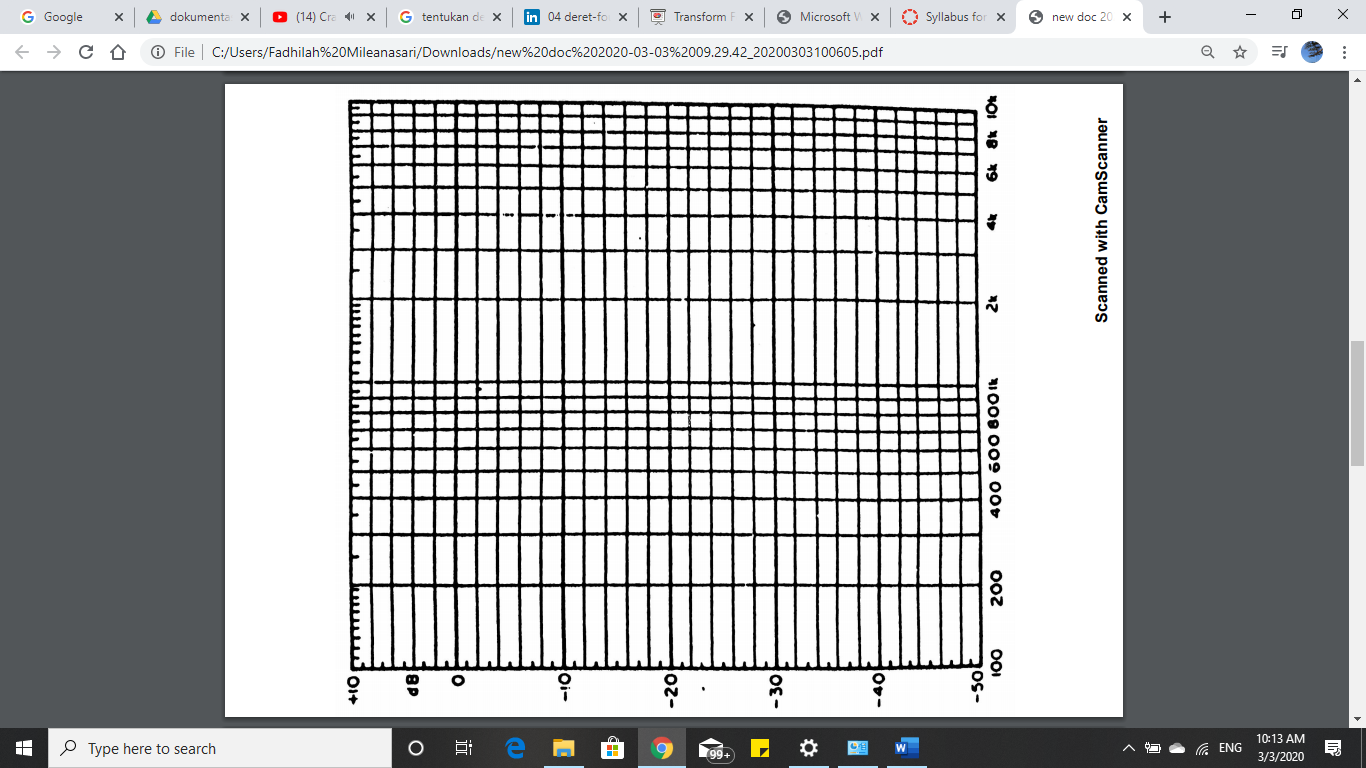 Google
dokumenta
(14) Cra
tentukan de
04 deret-fo
Transform F
Microsoft W
Syllabus for
new doc 20
File
C:/Users/Fadhilah%20Mileanasari/Downloads/new%20doc%202020-03-03%2009.29.42_20200303100605.pdf
10k
8k
6k
4k
2k
1k
800
600
400
200
100
+10
dB
0
-10
-20
-30
-40
-50
Scanned with CamScanner
Type here to search
99+
ENG
10:13 AM
3/3/2020